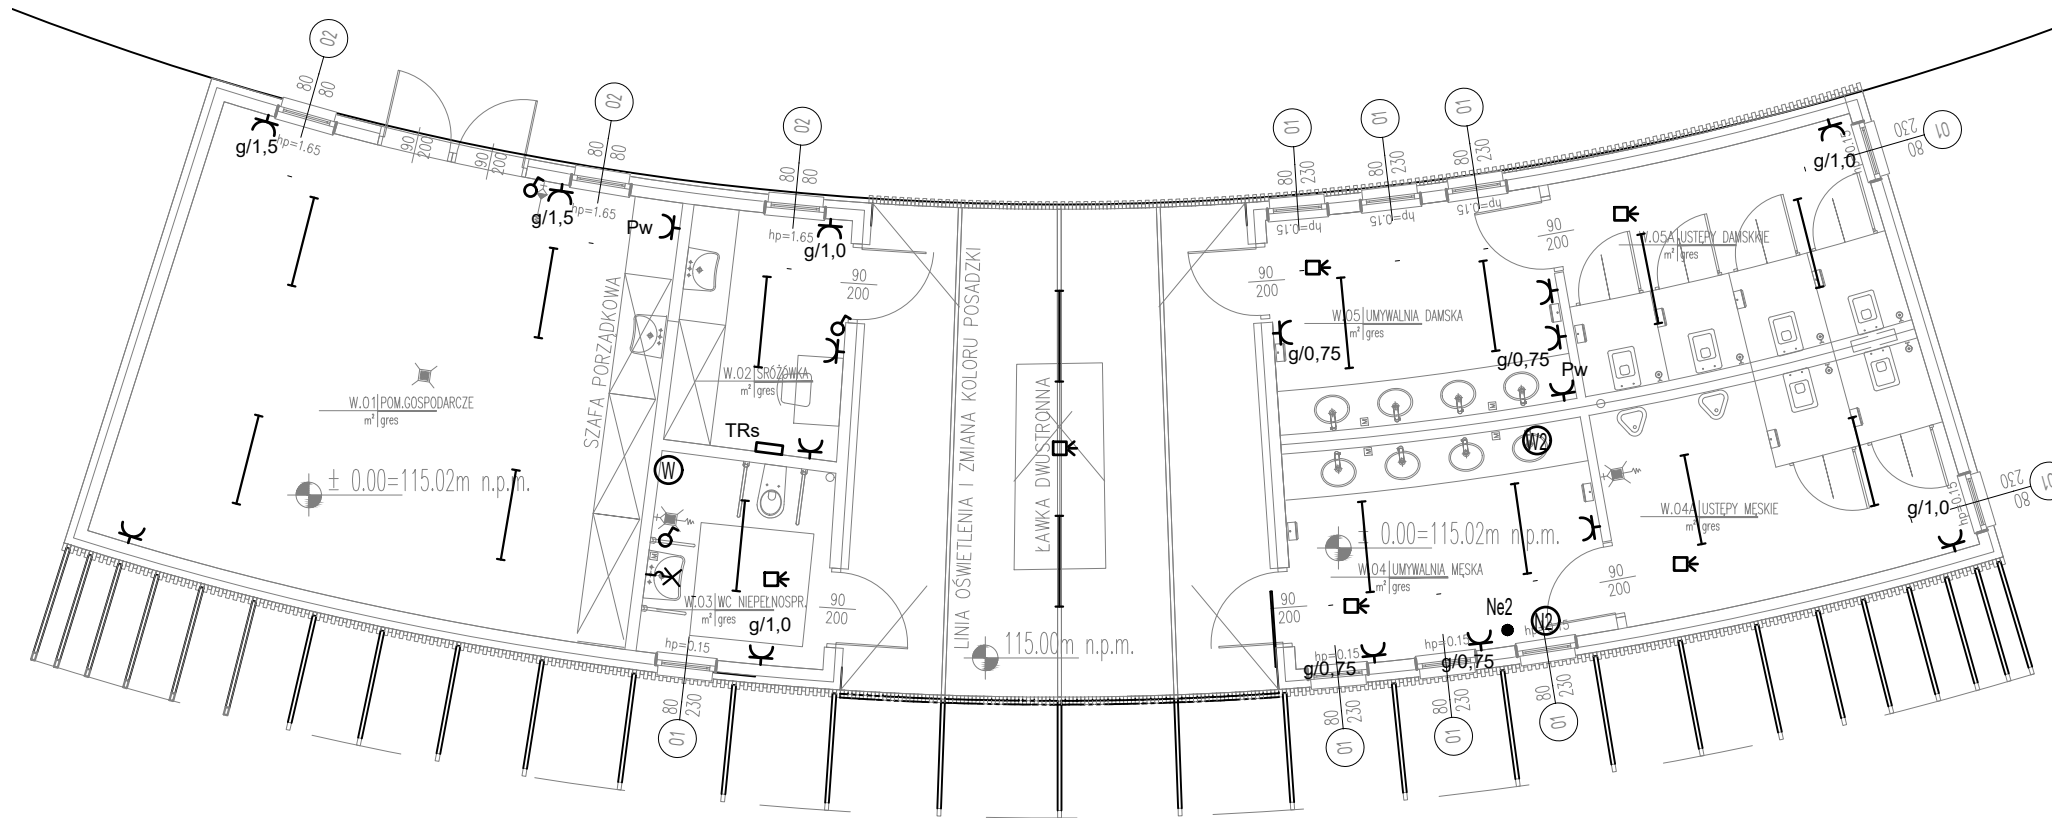 02
80
80
hp=1.65
g/1,5
90
200
90
200
02
80
80
hp=1.65
g/1,5
Pw
02
80
80
hp=1.65
g/1,0
90
200
01
80
230
hp=0.15
01
80
230
hp=0.15
01
80
230
hp=0.15
90
200
90
200
01
80
230
hp=0.15
g/1,0
W.05A USTĘPY DAMSKKIE
m² gres
W.05 UMYWALNIA DAMSKA
m² gres
g/0,75
g/0,75
Pw
SZAFA PORZĄDKOWA
W.02 SRÓŻÓWKA
m² gres
W.01 POM.GOSPODARCZE
m² gres
TRs
W
± 0.00=115.02m n.p.m.
LINIA OŚWIETLENIA I ZMIANA KOLORU POSADZKI
ŁAWKA DWUSTRONNA
M
M
M
M
W2
W.04A USTĘPY MĘSKIE
m² gres
01
80
230
hp=0.15
g/1,0
± 0.00=115.02m n.p.m.
W.04 UMYWALNIA MĘSKA
m² gres
90
200
90
200
M
W.03 WC NIEPEŁNOSPR.
m² gres
g/1,0
90
200
hp=0.15
80
230
01
115.00m n.p.m.
Ne2
N2
hp=0.15
g/0,75
80
230
01
hp=0.15
g/0,75
80
230
01
80
230
01